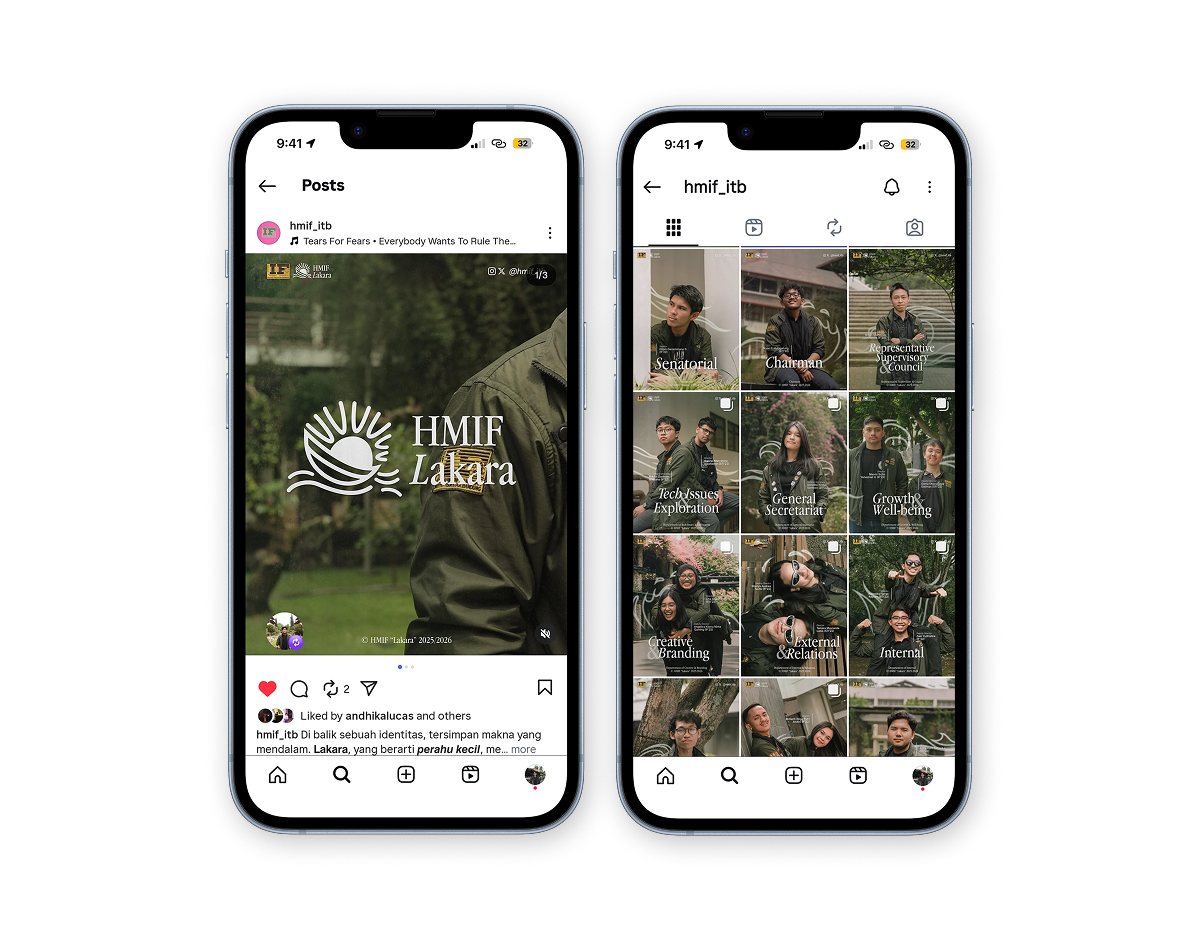 9:41
32
Posts
hmif_itb
Tears For Fears • Everybody Wants To Rule The...
IF
HMIF
Lakara
@hmif
1/3
HMIF
Lakara
© HMIF "Lakara" 2025/2026
2
Liked by andhikalucas and others
hmif_itb Di balik sebuah identitas, tersimpan makna yang
mendalam. Lakara, yang berarti perahu kecil, me... more
9:41
32
hmif_itb
Senatorial
Chairman
Representative
Supervisory
&Council
Tech Issues
&
Exploration
General
&
Secretariat
Growth
&
Well-being
Creative
&Branding
External
&Relations
Internal